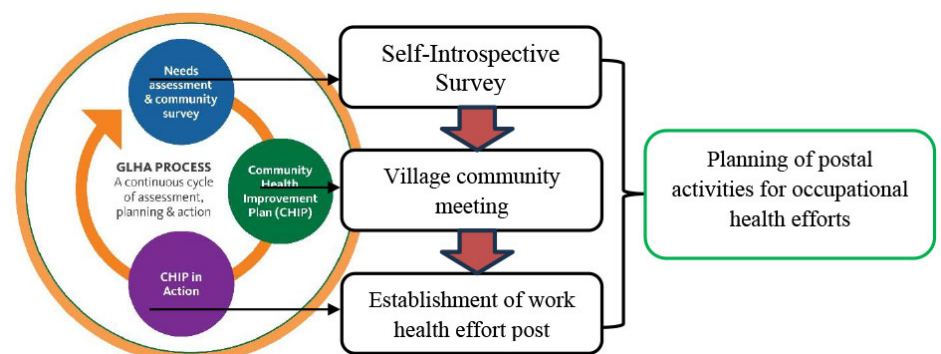 Needs
assessment
& community
survey
GLHA PROCESS
A continuous cycle
of assessment,
planning & action
Community
Health
Improvement
Plan (CHIP)
CHIP in
Action
Self-Introspective
Survey
Village community
meeting
Establishment of work
health effort post
Planning of postal
activities for occupational
health efforts